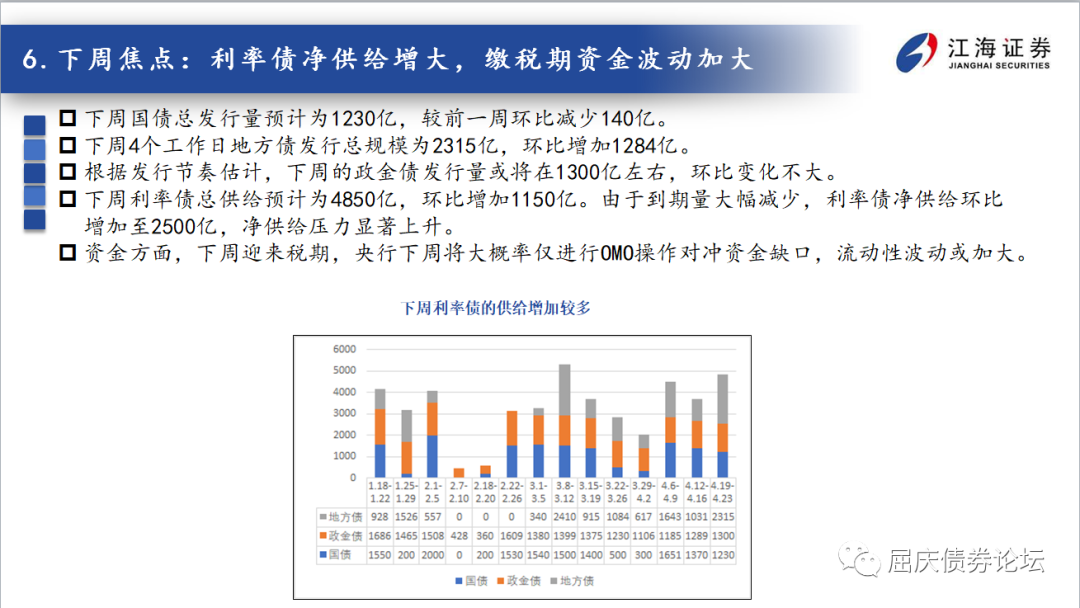 6.下周焦点：利率债净供给增大，缴税期资金波动加大
江海证券
JIANGHAI SECURITIES
下周国债总发行量预计为1230亿，较前一周环比减少140亿。
下周4个工作日地方债发行总规模为2315亿，环比增加1284亿。
根据发行节奏估计，下周的政金债发行量或将在1300亿左右，环比变化不大。
下周利率债总供给预计为4850亿，环比增加1150亿。由于到期量大幅减少，利率债净供给环比
增加至2500亿，净供给压力显著上升。
资金方面，下周迎来税期，央行下周将大概率仅进行OMO操作对冲资金缺口，流动性波动或加大。
下周利率债的供给增加较多
6000
5000
4000
3000
2000
1000
0
1.18-1.22 1.25-1.29 2.1-2.5 2.7-2.10 2.18-2.20 2.22-2.26 3.1-3.5 3.8-3.12 3.15-3.19 3.22-3.26 3.29-4.2 4.6-4.9 4.12-4.16 4.19-4.23
地方债 928 1526 557 0 0 0 340 2410 915 1084 617 1643 1031 2315
政金债 1686 1465 1508 428 360 1609 1380 1399 1375 1230 1106 1185 1289 1300
国债 1550 200 2000 0 200 1530 1540 1500 1400 500 300 1651 1370 1230
国债 政金债 地方债
屈庆债券论坛